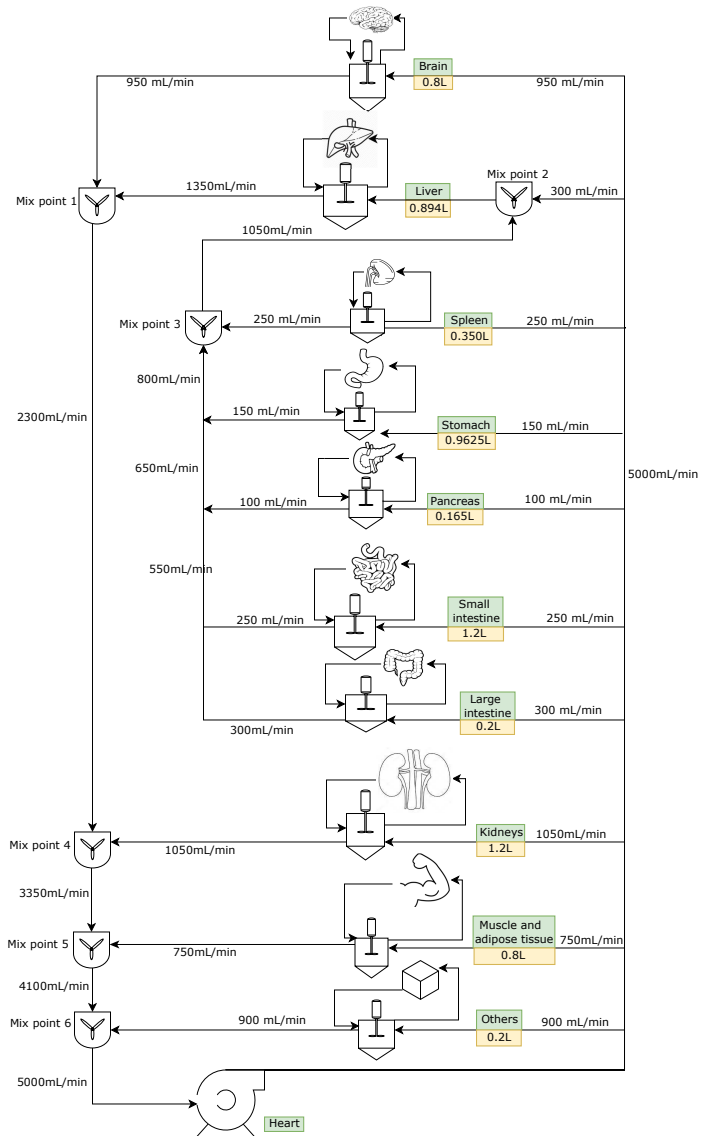 Brain
950 mL/min
0.8L
950 mL/min
Mix point 2
1350mL/min
Liver
300 mL/min
Mix point 1
0.894L
1050mL/min
Mix point 3
250 mL/min
Spleen
250 mL/min
0.350L
800mL/min
150 mL/min
Stomach
150 mL/min
2300mL/min
0.9625L
650mL/min
5000mL/min
100 mL/min
Pancreas
100 mL/min
0.165L
550mL/min
250 mL/min
Small
intestine
250 mL/min
1.2L
300mL/min
Large
intestine
300 mL/min
0.2L
Mix point 4
1050mL/min
Kidneys
1050mL/min
1.2L
3350mL/min
Mix point 5
750mL/min
Muscle and
adipose tissue
750mL/min
0.8L
4100mL/min
Mix point 6
900 mL/min
Others
900 mL/min
0.2L
5000mL/min
Heart